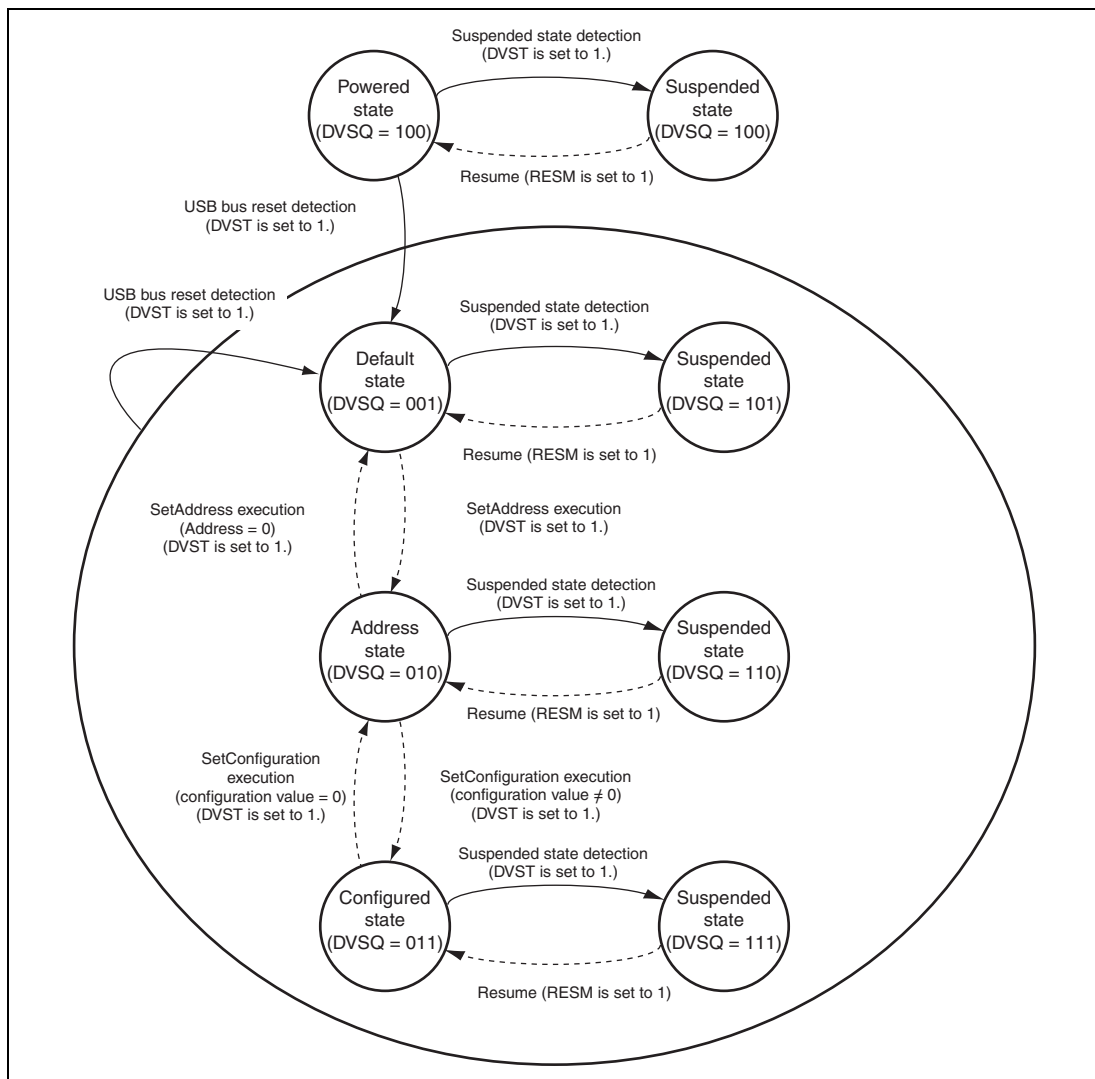 Suspended state detection
(DVST is set to 1.)
Powered
state
(DVSQ = 100)
Suspended
state
(DVSQ = 100)
Resume (RESM is set to 1)
USB bus reset detection
(DVST is set to 1.)
USB bus reset detection
(DVST is set to 1.)
Suspended state detection
(DVST is set to 1.)
Default
state
(DVSQ = 001)
Suspended
state
(DVSQ = 101)
Resume (RESM is set to 1)
SetAddress execution
(Address = 0)
(DVST is set to 1.)
SetAddress execution
(DVST is set to 1.)
Suspended state detection
(DVST is set to 1.)
Address
state
(DVSQ = 010)
Suspended
state
(DVSQ = 110)
Resume (RESM is set to 1)
SetConfiguration
execution
(configuration value = 0)
(DVST is set to 1.)
SetConfiguration execution
(configuration value ≠ 0)
(DVST is set to 1.)
Suspended state detection
(DVST is set to 1.)
Configured
state
(DVSQ = 011)
Suspended
state
(DVSQ = 111)
Resume (RESM is set to 1)